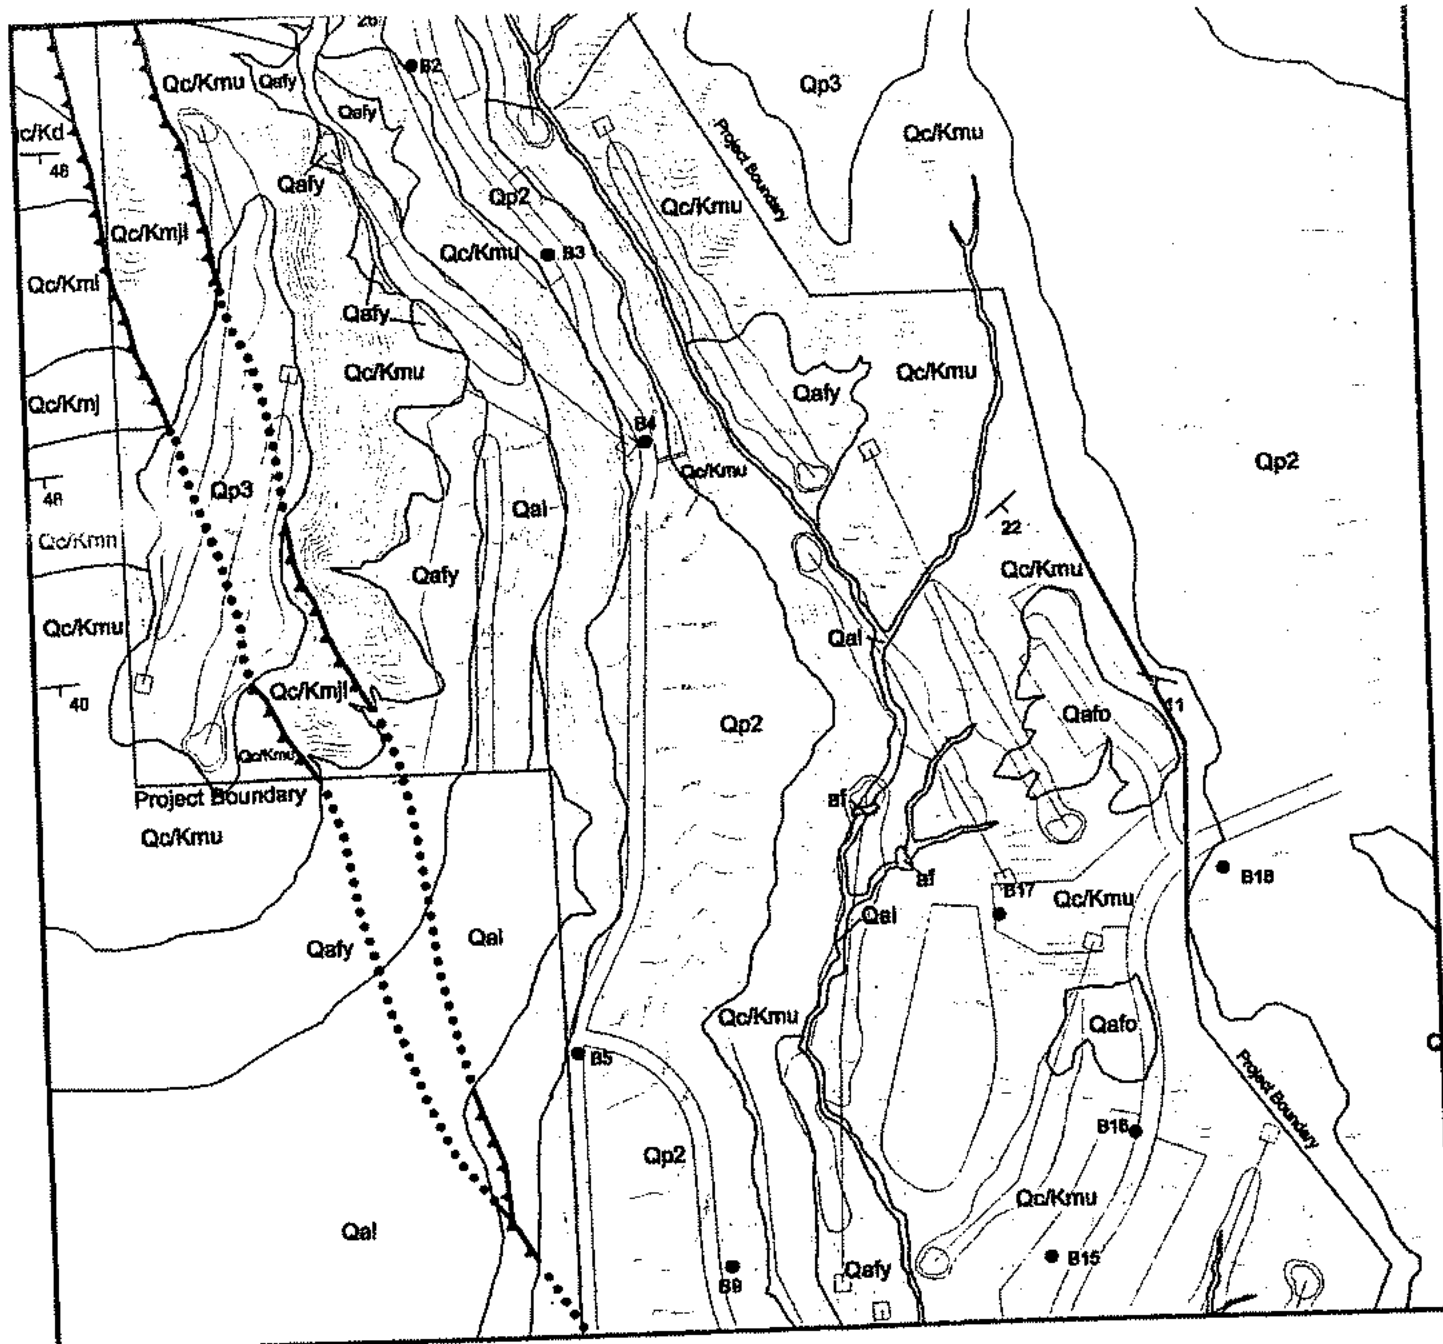 26
B2
Qc/Kmu
Qafy
Qafy
Qp3
Qc/Kmu
c/Kd
48
Project Boundary
Qafy
Qp2
Qc/Kmu
Qc/Kmjl
Qc/Kmu
B3
Qc/Kml
Qafy
Qc/Kmu
Qc/Kmu
Qafy
Qc/Kmj
B4
Qc/Kmu
Qp2
48
Qp3
Qal
22
Qc/Kmn
Qafy
Qc/Kmu
Qc/Kmu
Qal
Qc/Kmjl
40
11
Qafo
Qp2
Qc/Kmu
Project Boundary
af
Qc/Kmu
af
B18
B17
Qc/Kmu
Qal
Qafy
Qal
Qc/Kmu
Qafo
Q
B5
Project Boundary
B16
Qp2
Qc/Kmu
Qal
B15
Qafy
B9